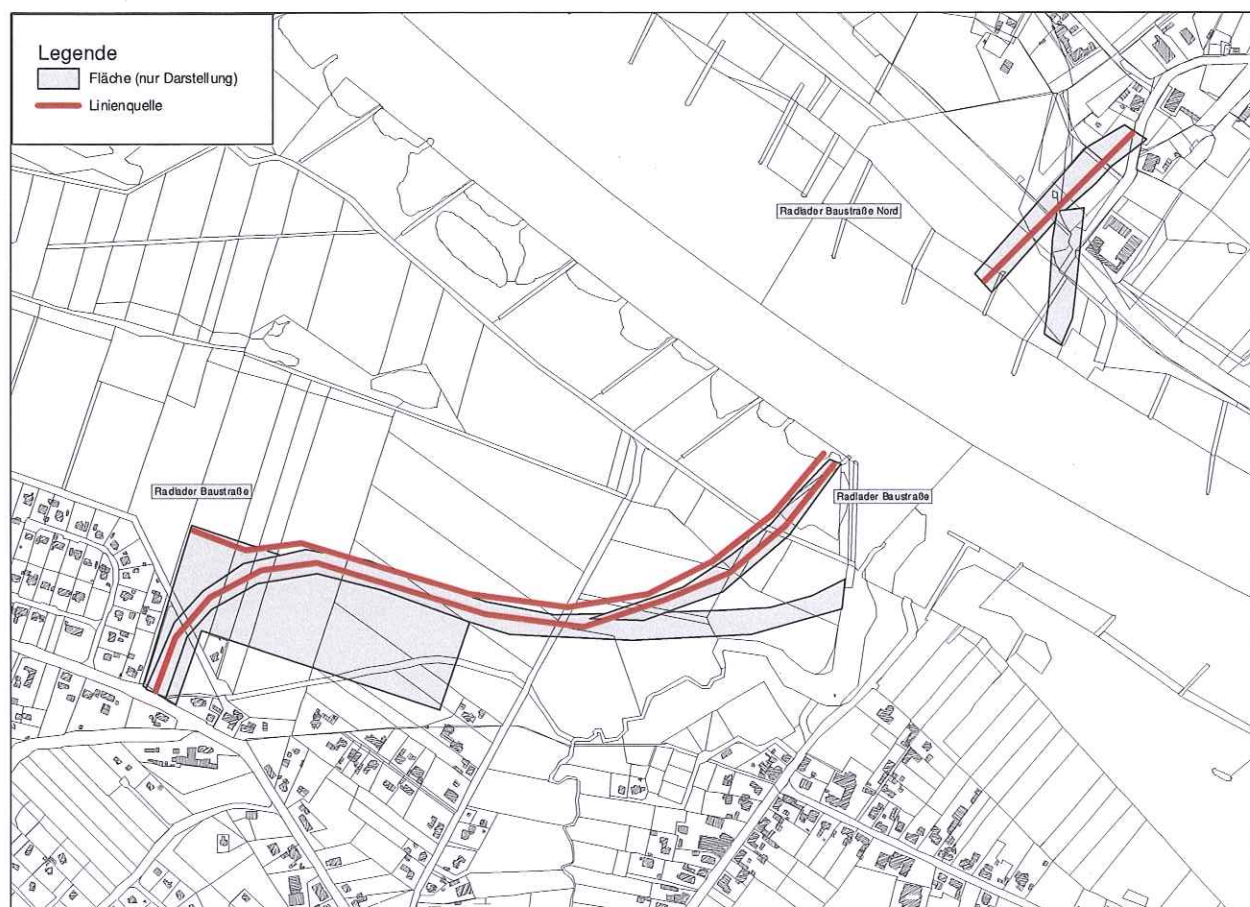 Legende
Fläche (nur Darstellung)
Linienquelle
Radlader Baustraße Nord
Radlader Baustraße
Radlader Baustraße